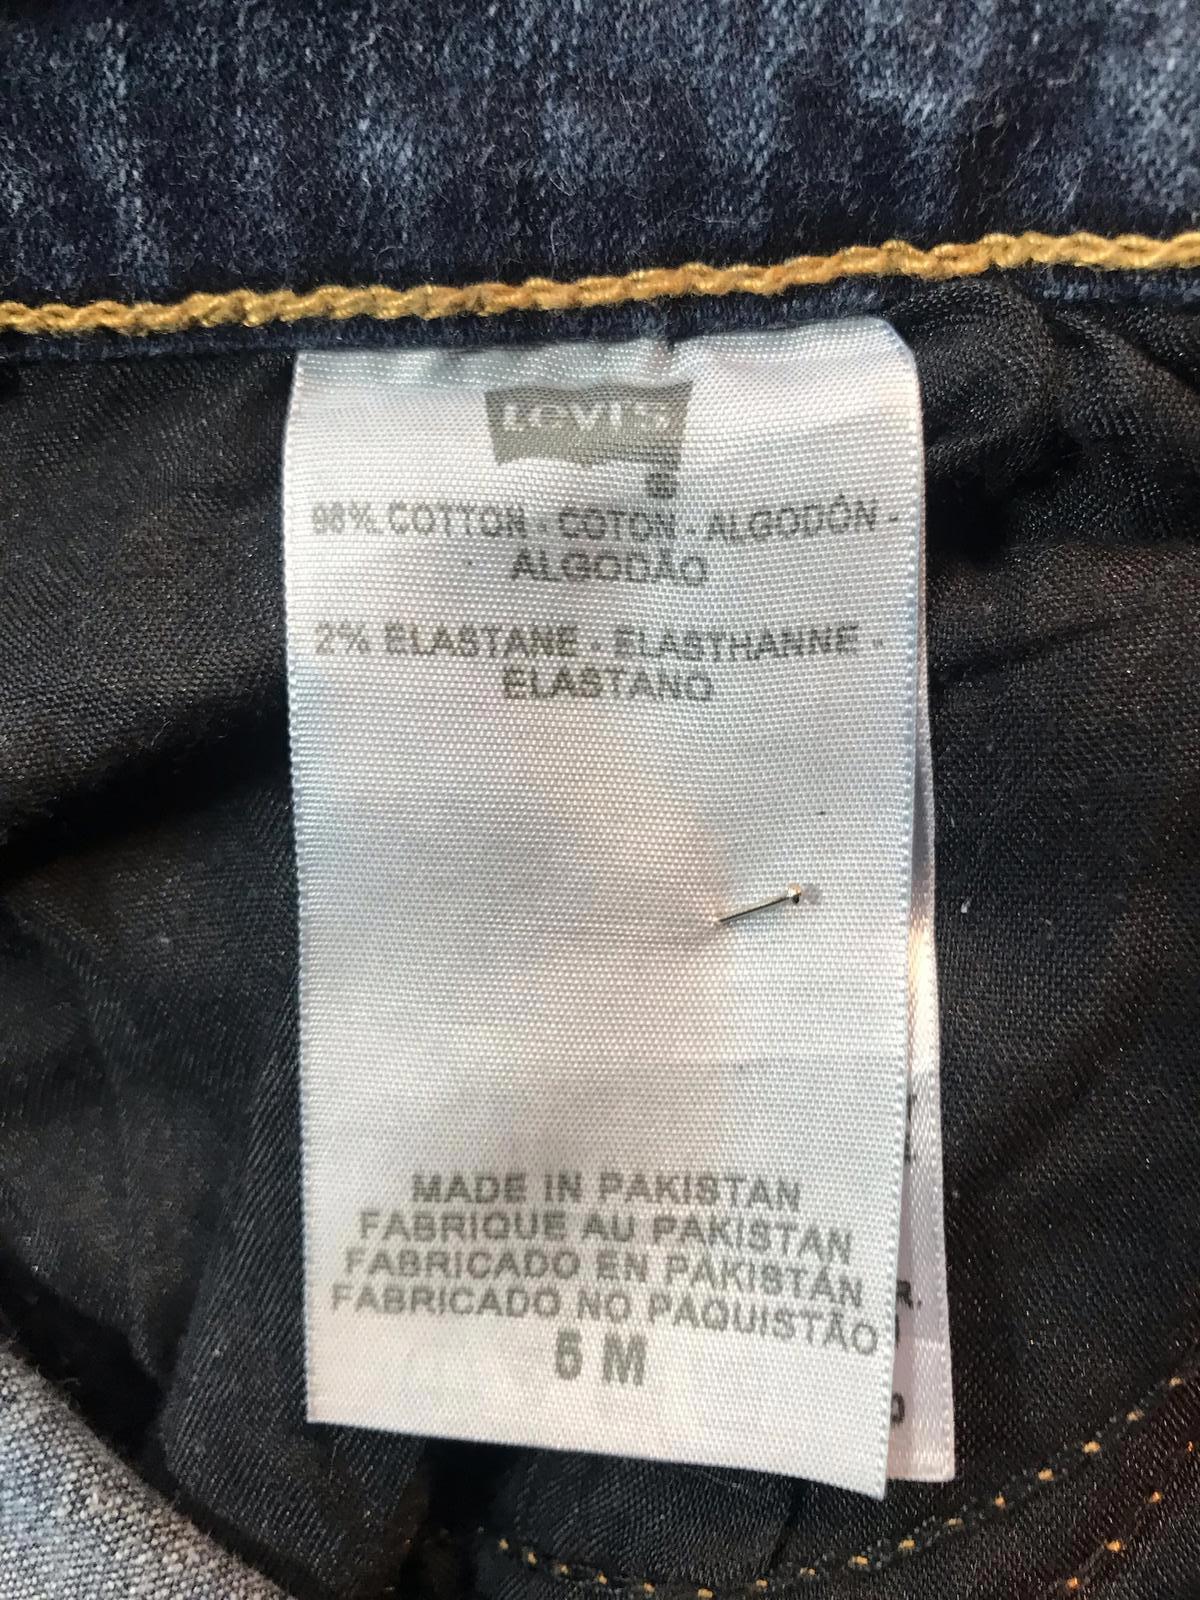 Levi's
®
98% COTTON - COTON - ALGODÓN -
ALGODÃO
2% ELASTANE - ELASTHANNE -
ELASTANO
MADE IN PAKISTAN
FABRIQUE AU PAKISTAN
FABRICADO EN PAKISTÁN
FABRICADO NO PAQUISTÃO
R.